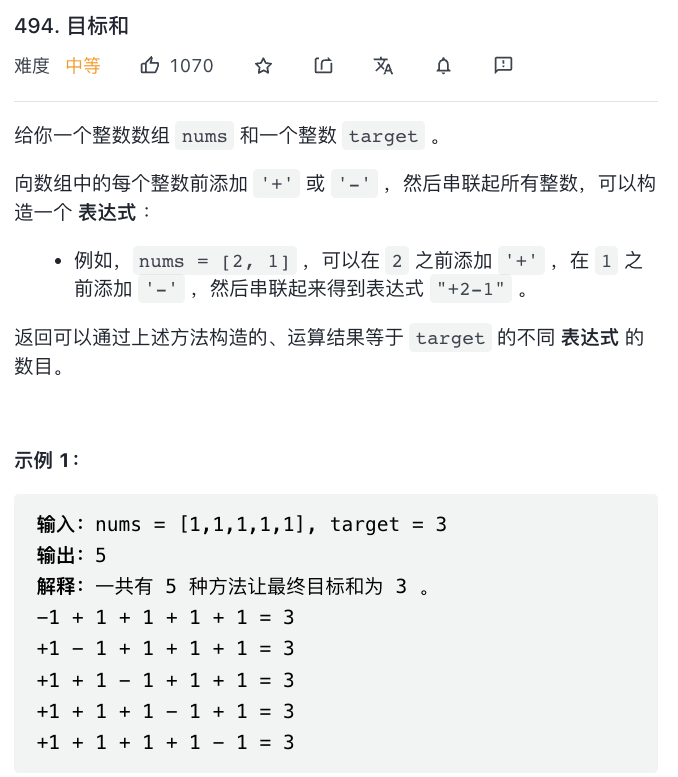 494. 目标和
难度 中等 1070
给你一个整数数组 nums 和一个整数 target 。
向数组中的每个整数前添加 '+' 或 '-' ，然后串联起所有整数，可以构
造一个 表达式 ：
• 例如，nums = [2, 1] ，可以在 2 之前添加 '+' ，在 1 之
前添加 '-' ，然后串联起来得到表达式 "+2-1" 。
返回可以通过上述方法构造的、运算结果等于 target 的不同 表达式 的
数目。
示例 1：
输入：nums = [1,1,1,1,1], target = 3
输出：5
解释：一共有 5 种方法让最终目标和为 3 。
-1 + 1 + 1 + 1 + 1 = 3
+1 - 1 + 1 + 1 + 1 = 3
+1 + 1 - 1 + 1 + 1 = 3
+1 + 1 + 1 - 1 + 1 = 3
+1 + 1 + 1 + 1 - 1 = 3